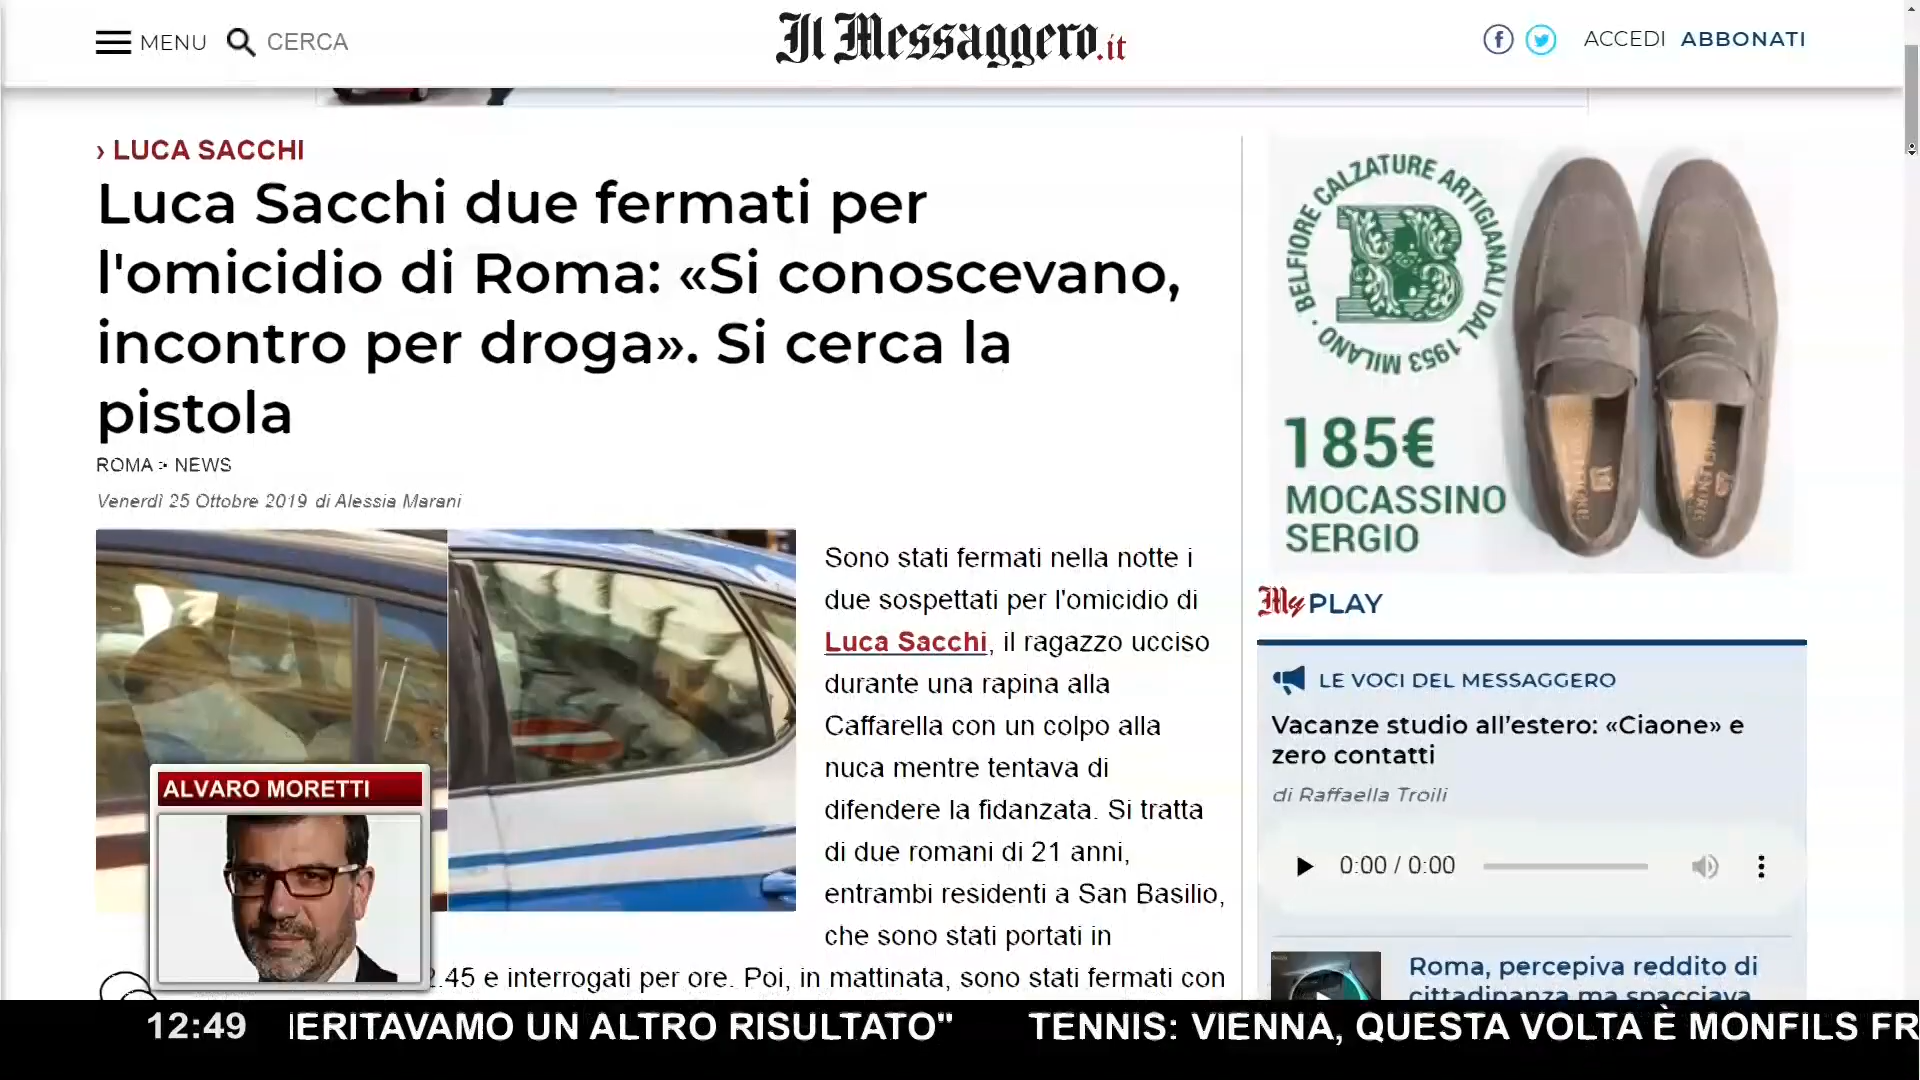 MENU
CERCA
Il Messaggero.it
ACCEDI ABBONATI
› LUCA SACCHI
Luca Sacchi due fermati per
l'omicidio di Roma: «Si conoscevano,
incontro per droga». Si cerca la
pistola
ROMA > NEWS
Venerdì 25 Ottobre 2019 di Alessia Marani
Sono stati fermati nella notte i
due sospettati per l'omicidio di
Luca Sacchi, il ragazzo ucciso
durante una rapina alla
Caffarella con un colpo alla
nuca mentre tentava di
difendere la fidanzata. Si tratta
di due romani di 21 anni,
entrambi residenti a San Basilio,
che sono stati portati in
2.45 e interrogati per ore. Poi, in mattinata, sono stati fermati con
ALVARO MORETTI
BELFIORE CALZATURE ARTIGIANALI DAL 1953 MILANO
B
185€
MOCASSINO
SERGIO
My PLAY
LE VOCI DEL MESSAGGERO
Vacanze studio all’estero: «Ciaone» e
zero contatti
di Raffaella Troili
0:00 / 0:00
Roma, percepiva reddito di
cittadinanza ma spacciava
12:49 IERITAVAMO UN ALTRO RISULTATO" TENNIS: VIENNA, QUESTA VOLTA È MONFILS FR